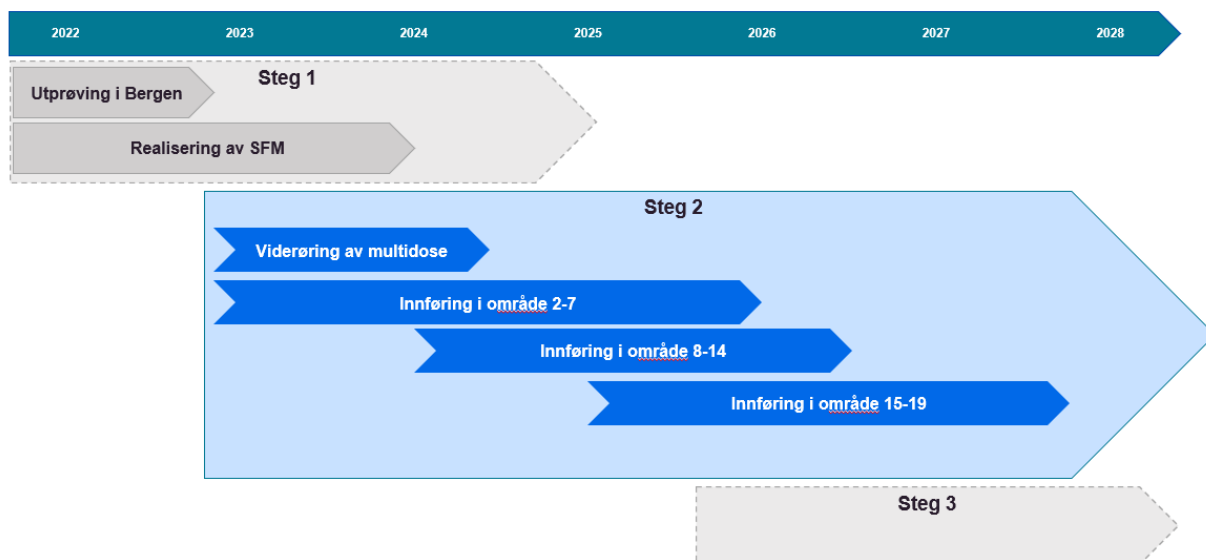 2022 2023 2024 2025 2026 2027 2028
Steg 1
Utprøving i Bergen
Realisering av SFM
Steg 2
Viderøring av multidose
Innføring i område 2-7
Innføring i område 8-14
Innføring i område 15-19
Steg 3